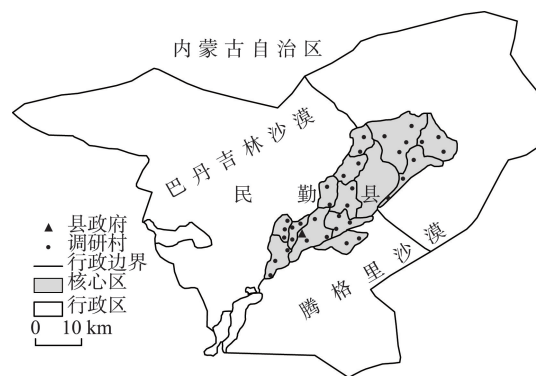 内蒙古自治区
巴丹吉林沙漠
民勤县
腾格里沙漠
县政府
调研村
行政边界
核心区
行政区
0 10 km